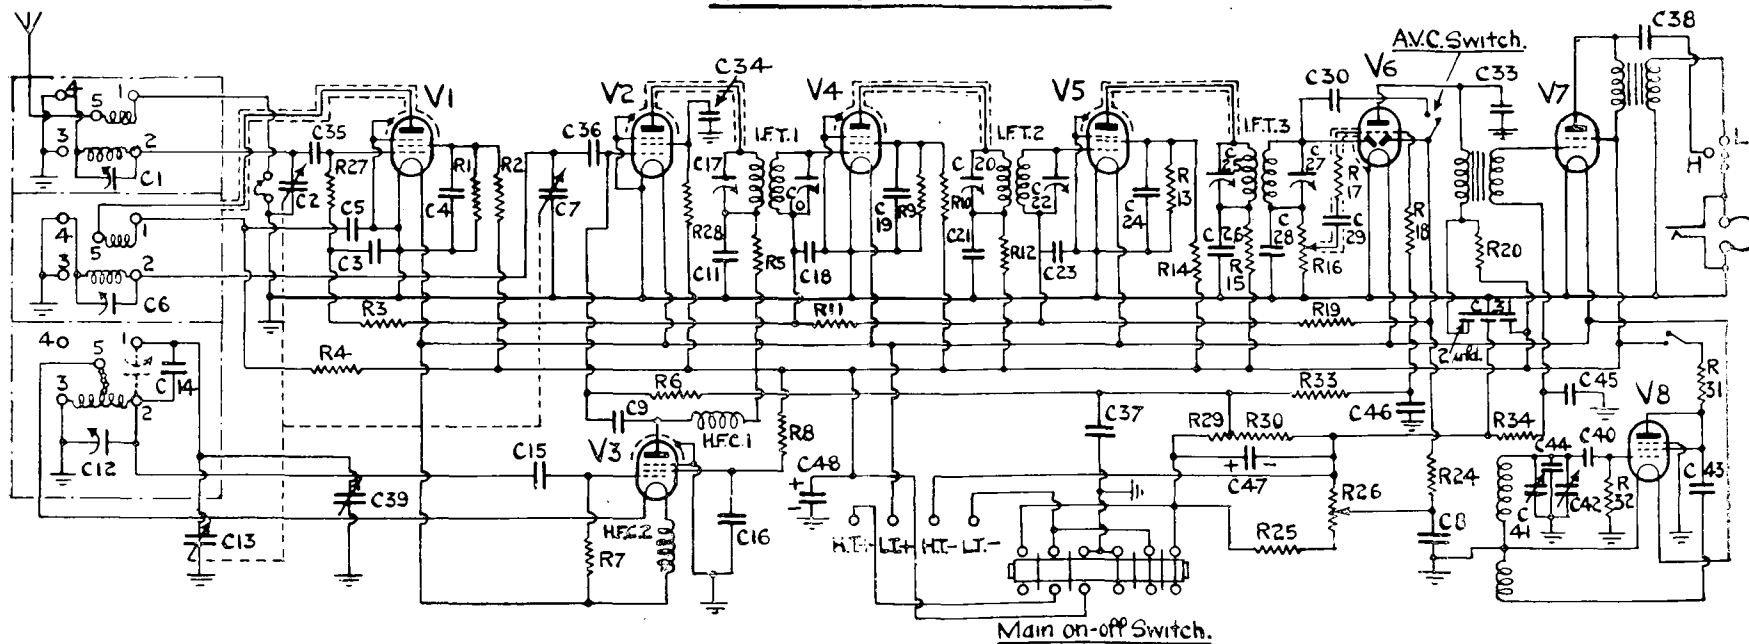 A.V.C. Switch.
C38
C34
V1
V2
V4
V5
C30
V6
C33
V7
4
5
1
C35
C36
I.F.T.1
I.F.T.2
I.F.T.3
L
H
3
2
R27
R1
R2
C17
C20
C25
C27
R17
C1
C2
C4
C7
C22
R13
C5
R28
C19
R9
R10
C24
C29
R18
4
5
1
C3
C11
R5
C18
C21
R12
C23
R14
C26
R15
C28
R16
R20
3
2
C6
R3
R11
R19
C31
4
1
R4
2 mfd.
5
C14
R6
R33
R31
3
2
C9
H.F.C.1
C37
C46
C45
V8
C12
V3
R8
R29
R30
R34
C44
C40
C15
C48
+
-
+ -
C47
R24
C43
C39
R26
C41
C42
R32
C13
H.F.C.2
C16
H.T.+
L.T.+
H.T.-
L.T.-
R25
C8
R7
Main on-off Switch.